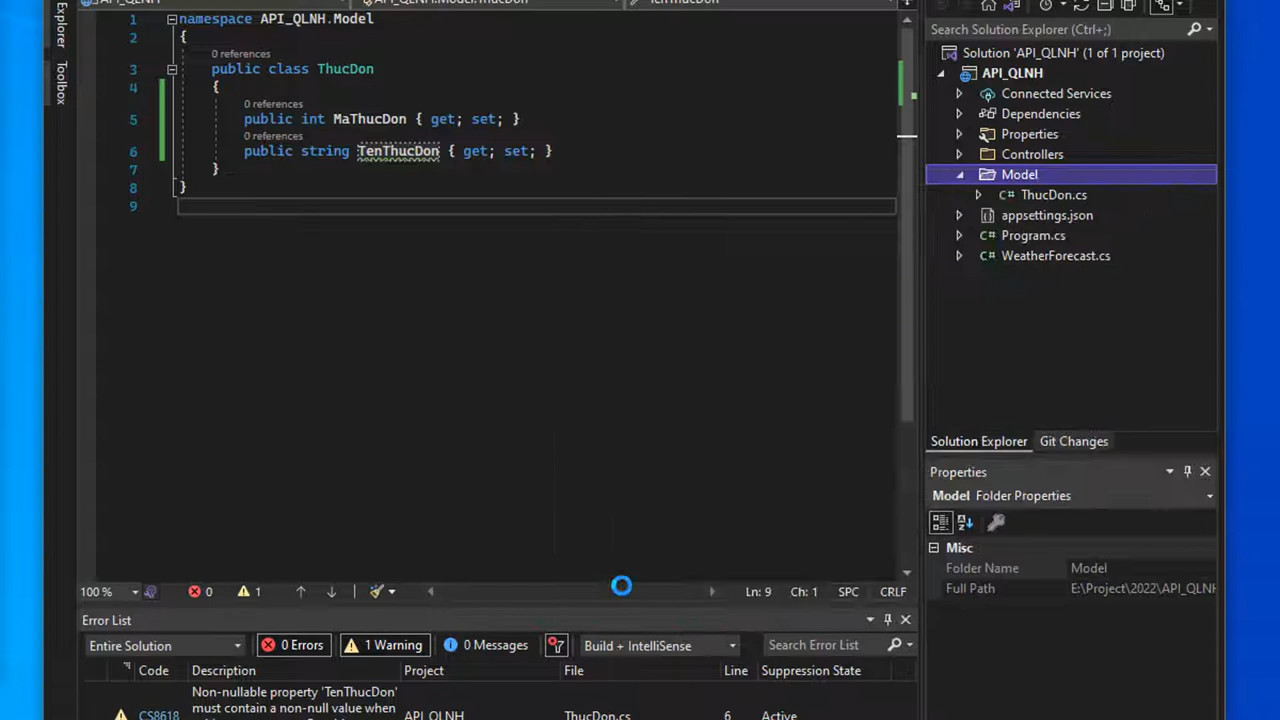 API_QLNH
API_QLNH.Model.ThucDon
TenThucDon
Explorer
Toolbox
1 namespace API_QLNH.Model
2 {
0 references
3 public class ThucDon
4 {
0 references
5 public int MaThucDon { get; set; }
0 references
6 public string TenThucDon { get; set; }
7 }
8 }
9
100 %
0
1
Ln: 9
Ch: 1
SPC
CRLF
Error List
Entire Solution
0 Errors
1 Warning
0 Messages
Build + IntelliSense
Search Error List
Code
Description
Project
File
Line
Suppression State
Non-nullable property 'TenThucDon'
must contain a non-null value when
CS8618
API_QLNH
ThucDon.cs
6
Active
Search Solution Explorer (Ctrl+;)
Solution 'API_QLNH' (1 of 1 project)
API_QLNH
Connected Services
Dependencies
Properties
Controllers
Model
C# ThucDon.cs
appsettings.json
C# Program.cs
C# WeatherForecast.cs
Solution Explorer
Git Changes
Properties
Model Folder Properties
Misc
Folder Name Model
Full Path E:\Project\2022\API_QLNH